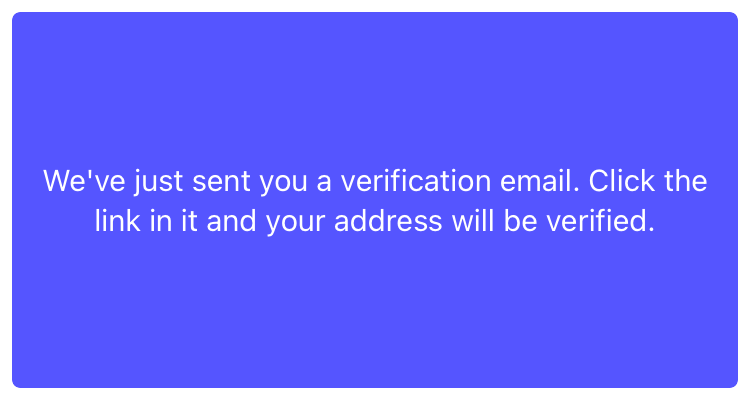 We've just sent you a verification email. Click the
link in it and your address will be verified.